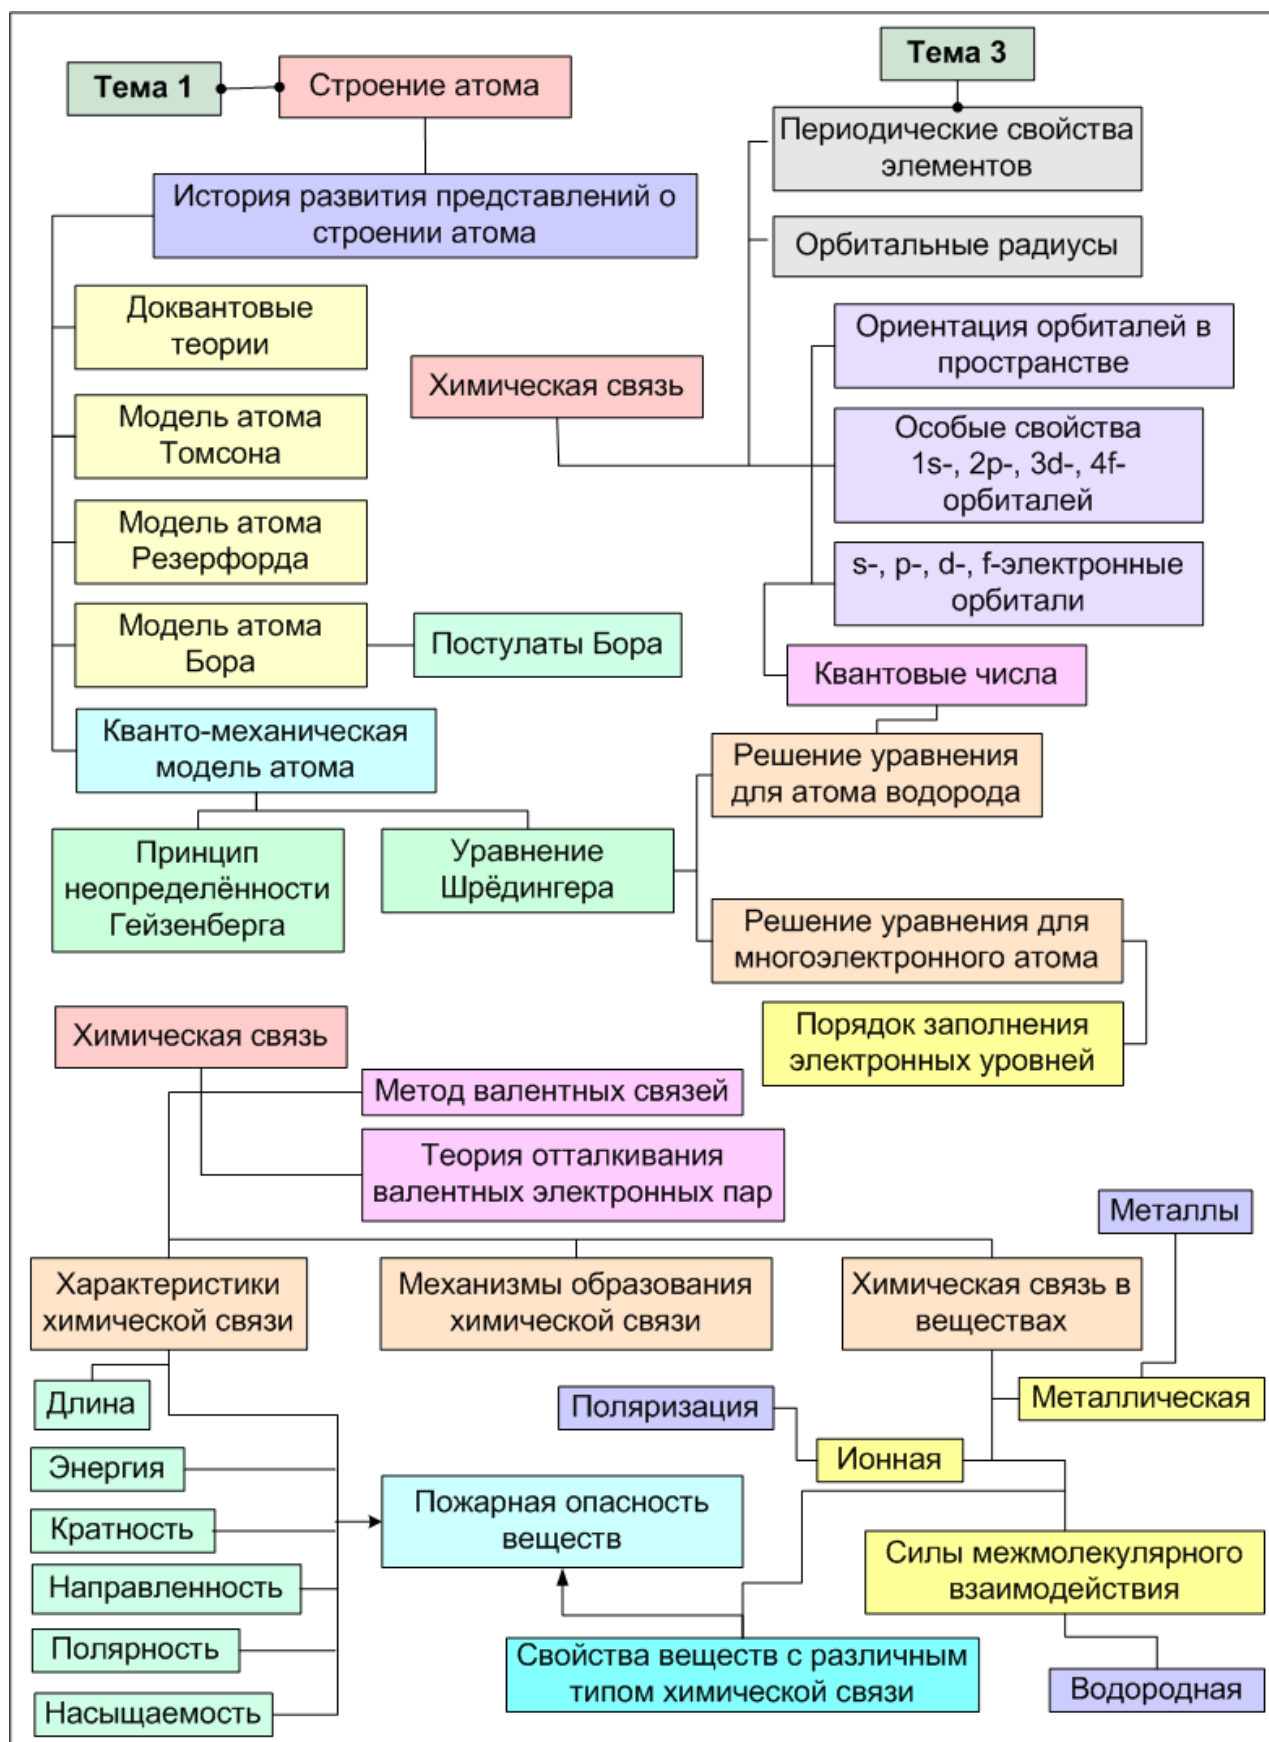 Тема 1
Строение атома
Тема 3
Периодические свойства
элементов
История развития представлений о
строении атома
Орбитальные радиусы
Доквантовые
теории
Ориентация орбиталей в
пространстве
Химическая связь
Модель атома
Томсона
Особые свойства
1s-, 2p-, 3d-, 4f-
орбиталей
Модель атома
Резерфорда
s-, p-, d-, f-электронные
орбитали
Модель атома
Бора
Постулаты Бора
Квантовые числа
Кванто-механическая
модель атома
Решение уравнения
для атома водорода
Принцип
неопределённости
Гейзенберга
Уравнение
Шрёдингера
Решение уравнения для
многоэлектронного атома
Химическая связь
Порядок заполнения
электронных уровней
Метод валентных связей
Теория отталкивания
валентных электронных пар
Металлы
Характеристики
химической связи
Механизмы образования
химической связи
Химическая связь в
веществах
Длина
Поляризация
Металлическая
Энергия
Ионная
Пожарная опасность
веществ
Кратность
Силы межмолекулярного
взаимодействия
Направленность
Полярность
Свойства веществ с различным
типом химической связи
Водородная
Насыщаемость